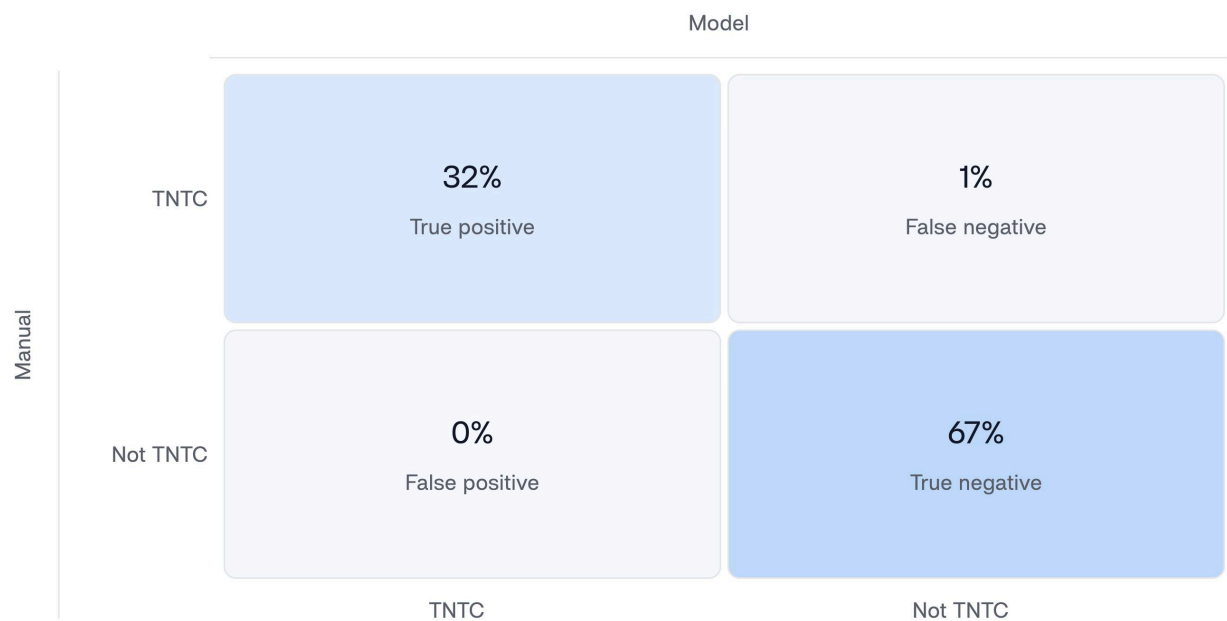 Model
TNTC
32%
True positive
1%
False negative
Manual
Not TNTC
0%
False positive
67%
True negative
TNTC
Not TNTC